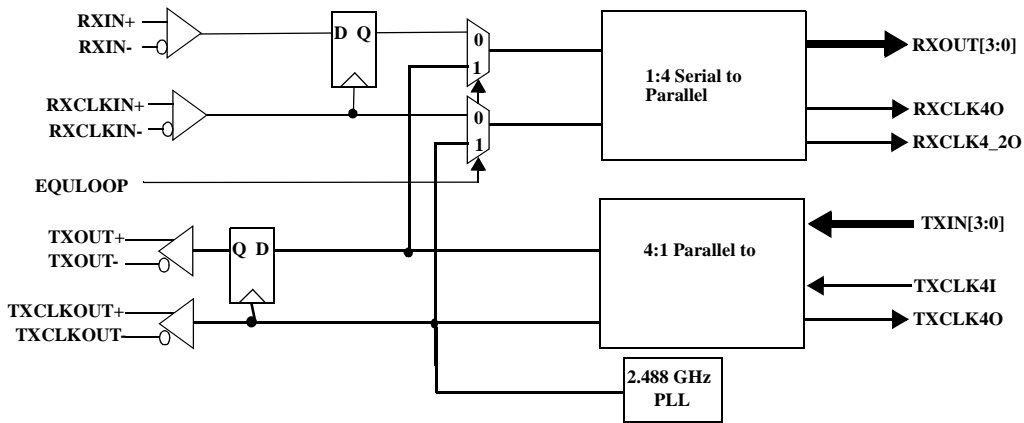 RXIN+
RXIN-
D Q
0
1
RXCLKIN+
RXCLKIN-
0
1
EQULOOP
1:4 Serial to
Parallel
RXOUT[3:0]
RXCLK4O
RXCLK4_2O
TXOUT+
TXOUT-
Q D
TXCLKOUT+
TXCLKOUT-
4:1 Parallel to
TXIN[3:0]
TXCLK4I
TXCLK4O
2.488 GHz
PLL